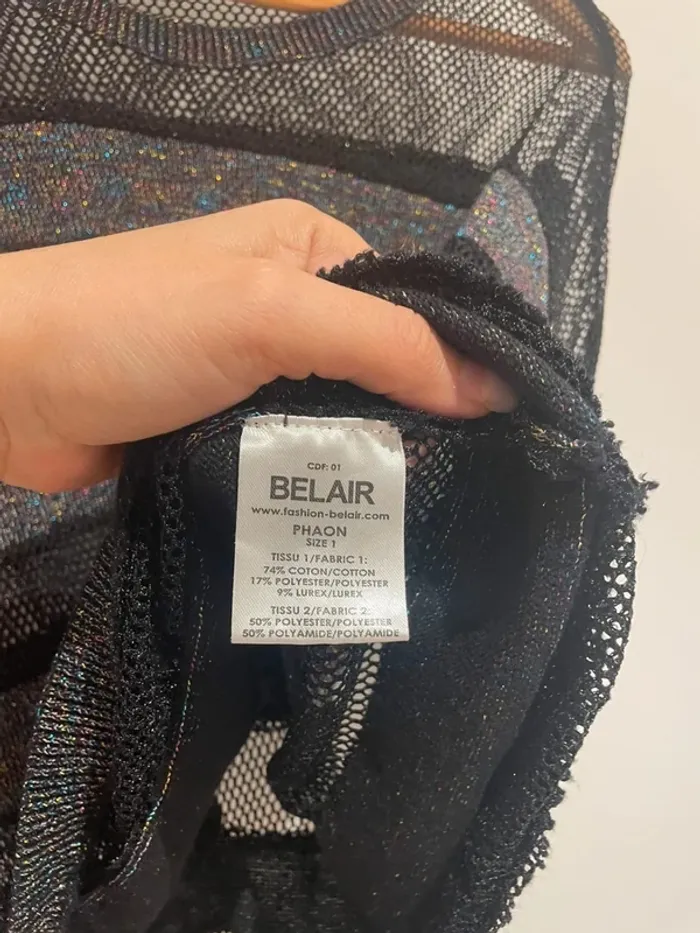 CDF: 01
BELAIR
www.fashion-belair.com
PHAON
SIZE 1
TISSU 1/FABRIC 1:
74% COTON/COTTON
17% POLYESTER/POLYESTER
9% LUREX/LUREX
TISSU 2/FABRIC 2:
50% POLYESTER/POLYESTER
50% POLYAMIDE/POLYAMIDE